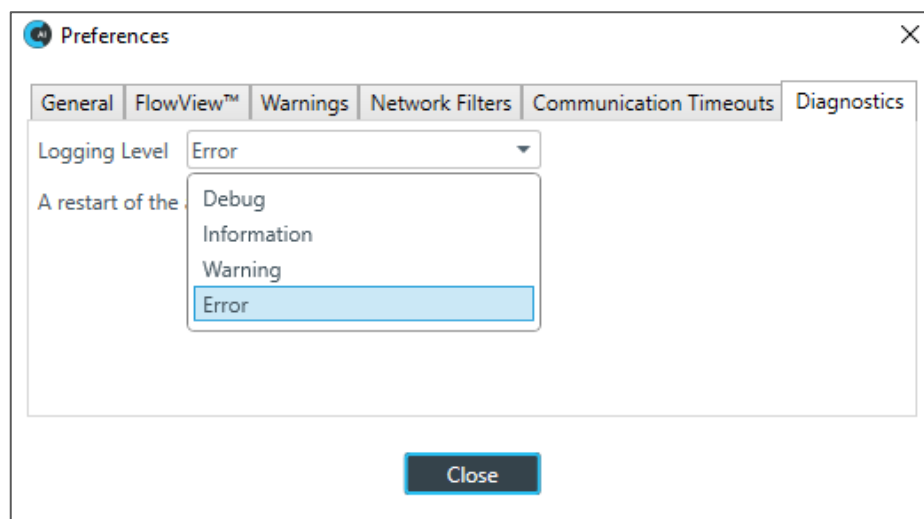 Preferences
General FlowView™ Warnings Network Filters Communication Timeouts Diagnostics
Logging Level Error
A restart of the
Debug
Information
Warning
Error
Close